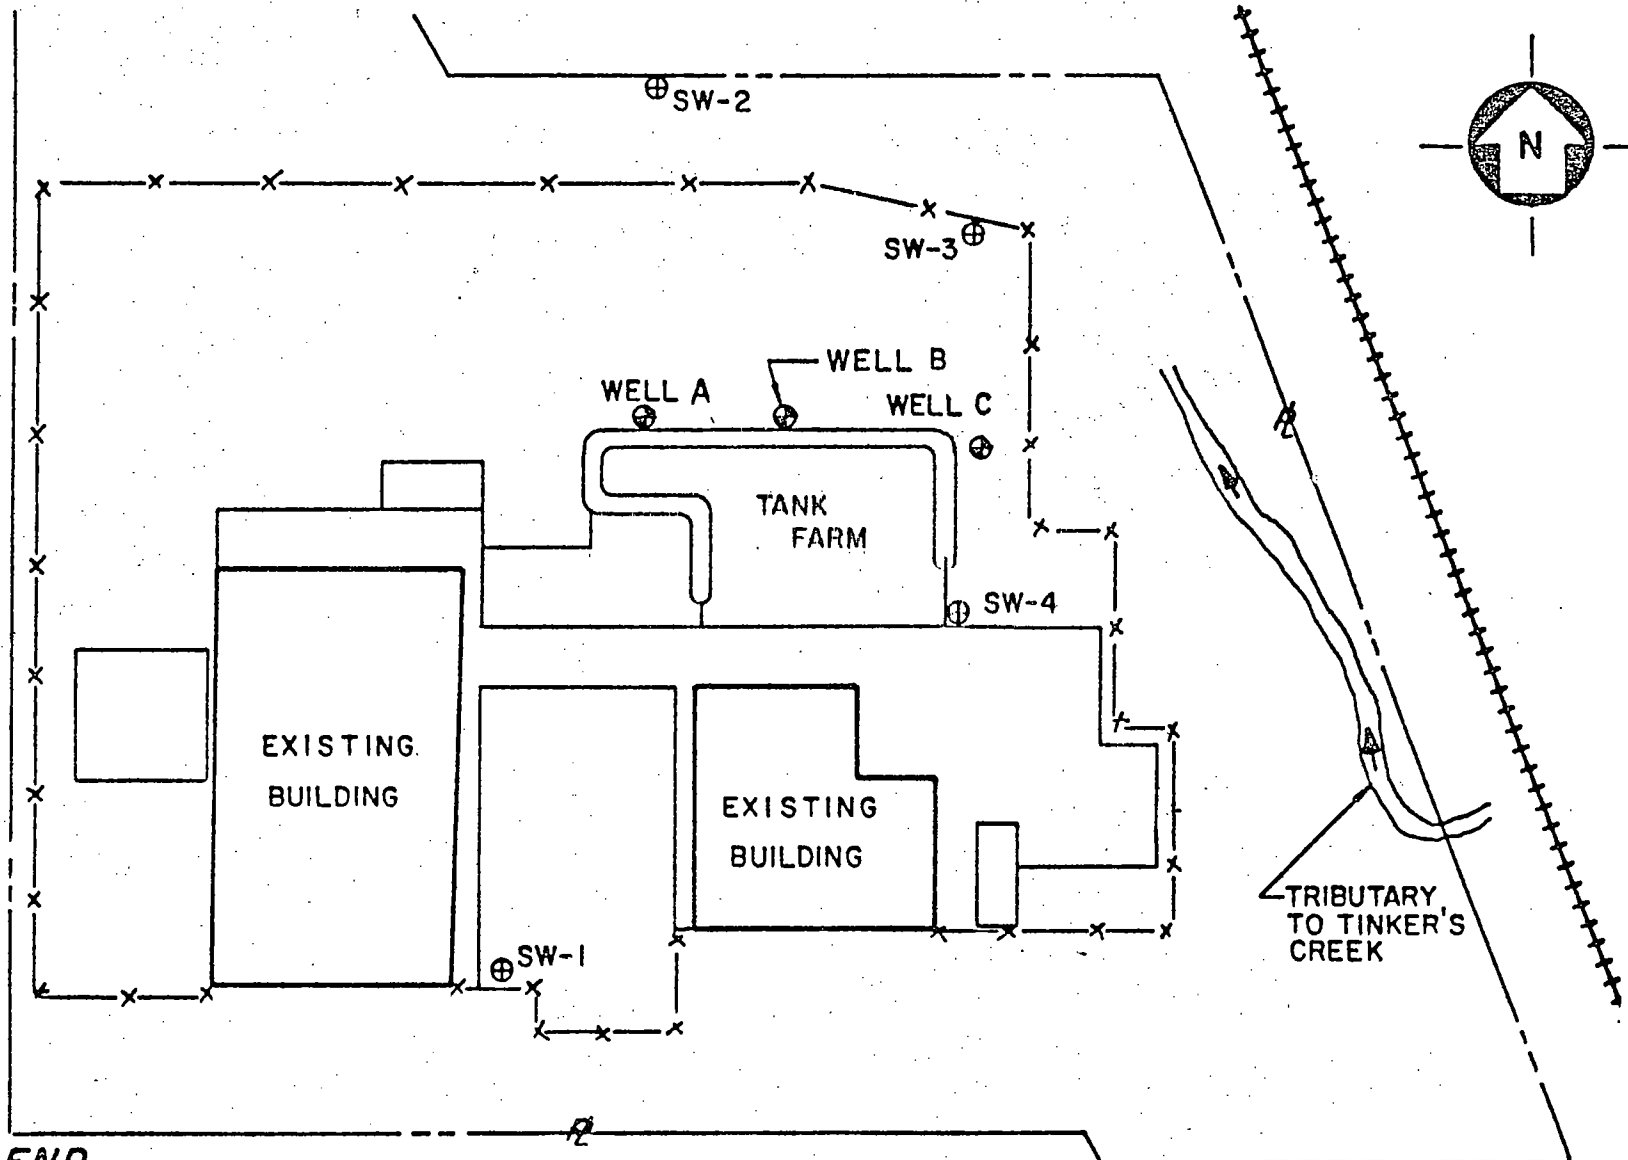 SW-2
N
SW-3
WELL B
WELL A
WELL C
TANK
FARM
SW-4
EXISTING
BUILDING
EXISTING
BUILDING
TRIBUTARY
TO TINKER'S
CREEK
SW-1